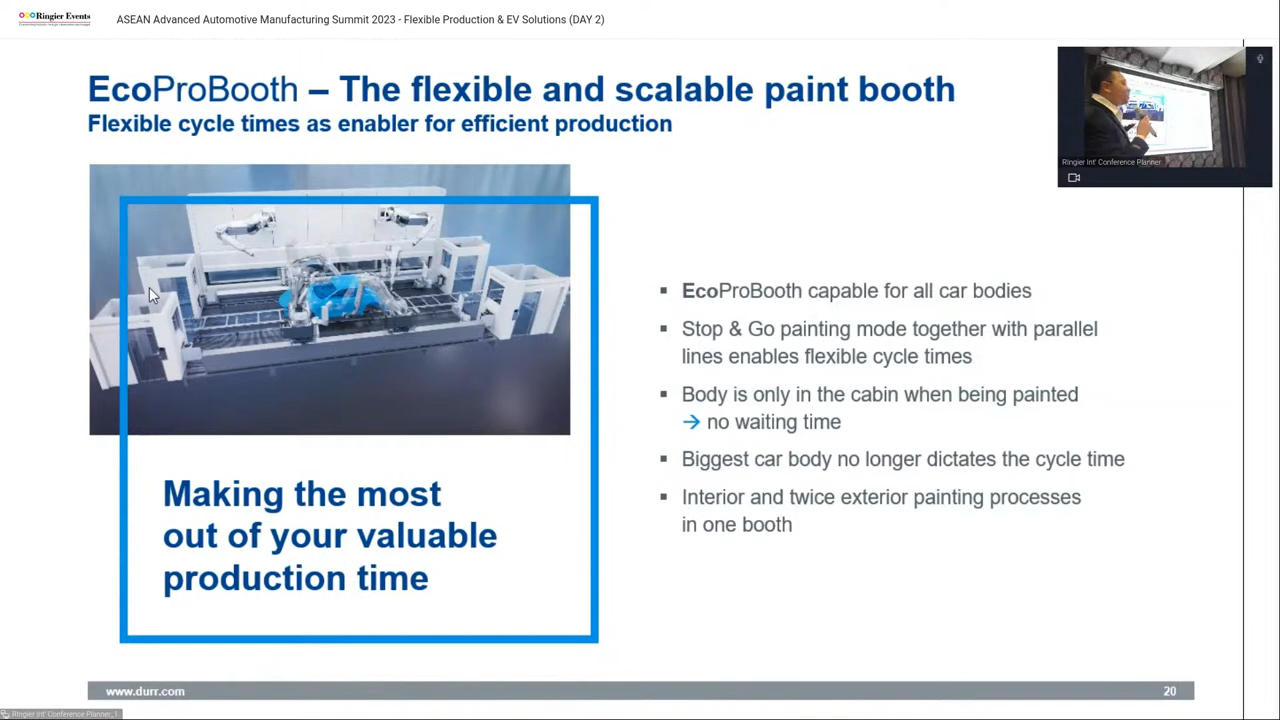 Ringier Events
ASEAN Advanced Automotive Manufacturing Summit 2023 - Flexible Production & EV Solutions (DAY 2)
EcoProBooth – The flexible and scalable paint booth
Flexible cycle times as enabler for efficient production
Ringier Int' Conference Planner
▪ EcoProBooth capable for all car bodies
▪ Stop & Go painting mode together with parallel
lines enables flexible cycle times
▪ Body is only in the cabin when being painted
→ no waiting time
▪ Biggest car body no longer dictates the cycle time
▪ Interior and twice exterior painting processes
in one booth
Making the most
out of your valuable
production time
www.durr.com
20
Ringier Int' Conference Planner_1